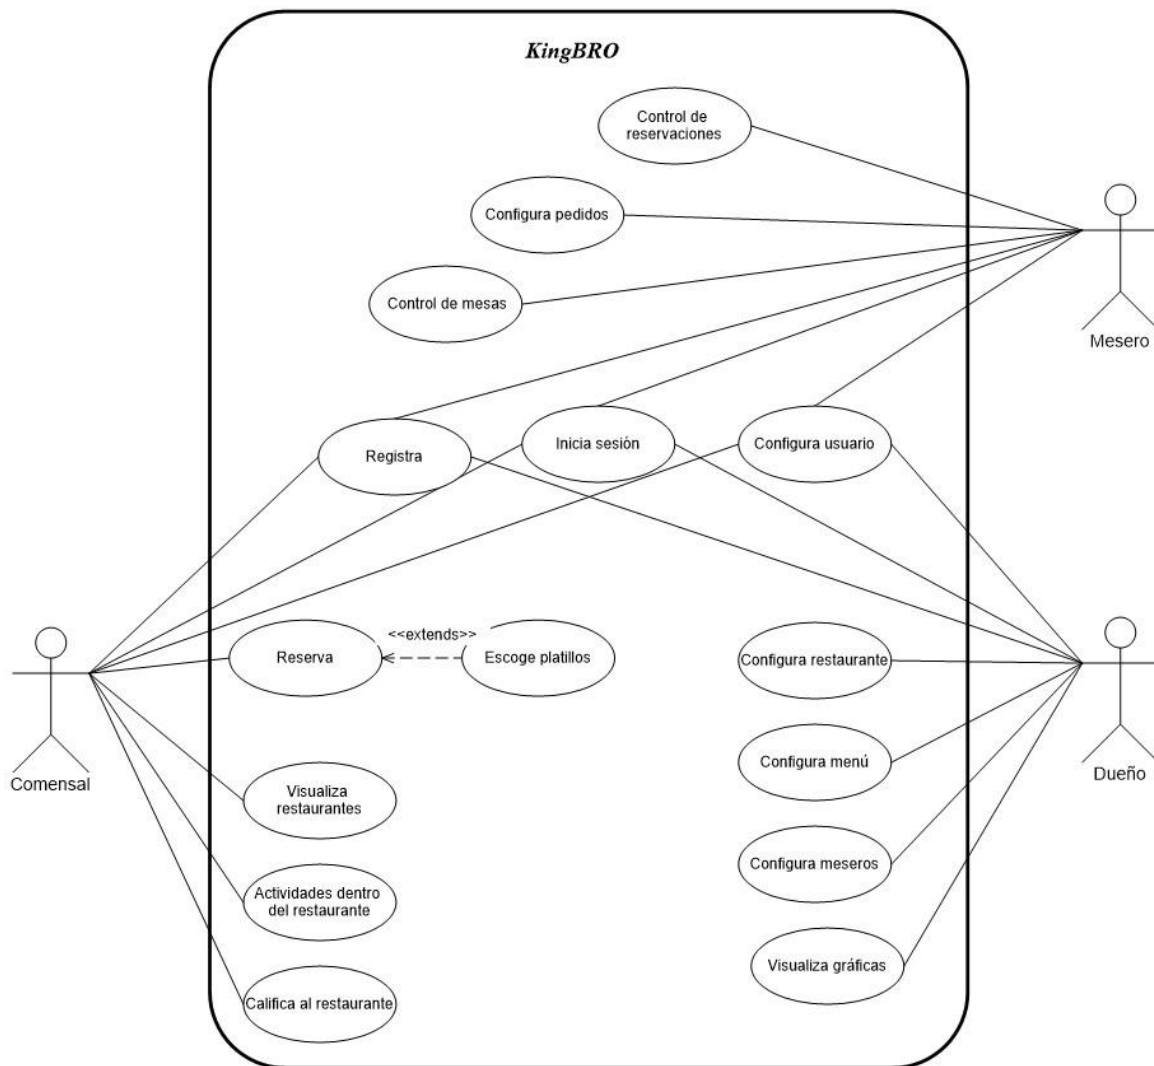 KingBRO
Control de
reservaciones
Configura pedidos
Control de mesas
Mesero
Registra
Inicia sesión
Configura usuario
Reserva
<<extends>>
Escoge platillos
Configura restaurante
Comensal
Visualiza
restaurantes
Configura menú
Dueño
Actividades dentro
del restaurante
Configura meseros
Califica al restaurante
Visualiza gráficas